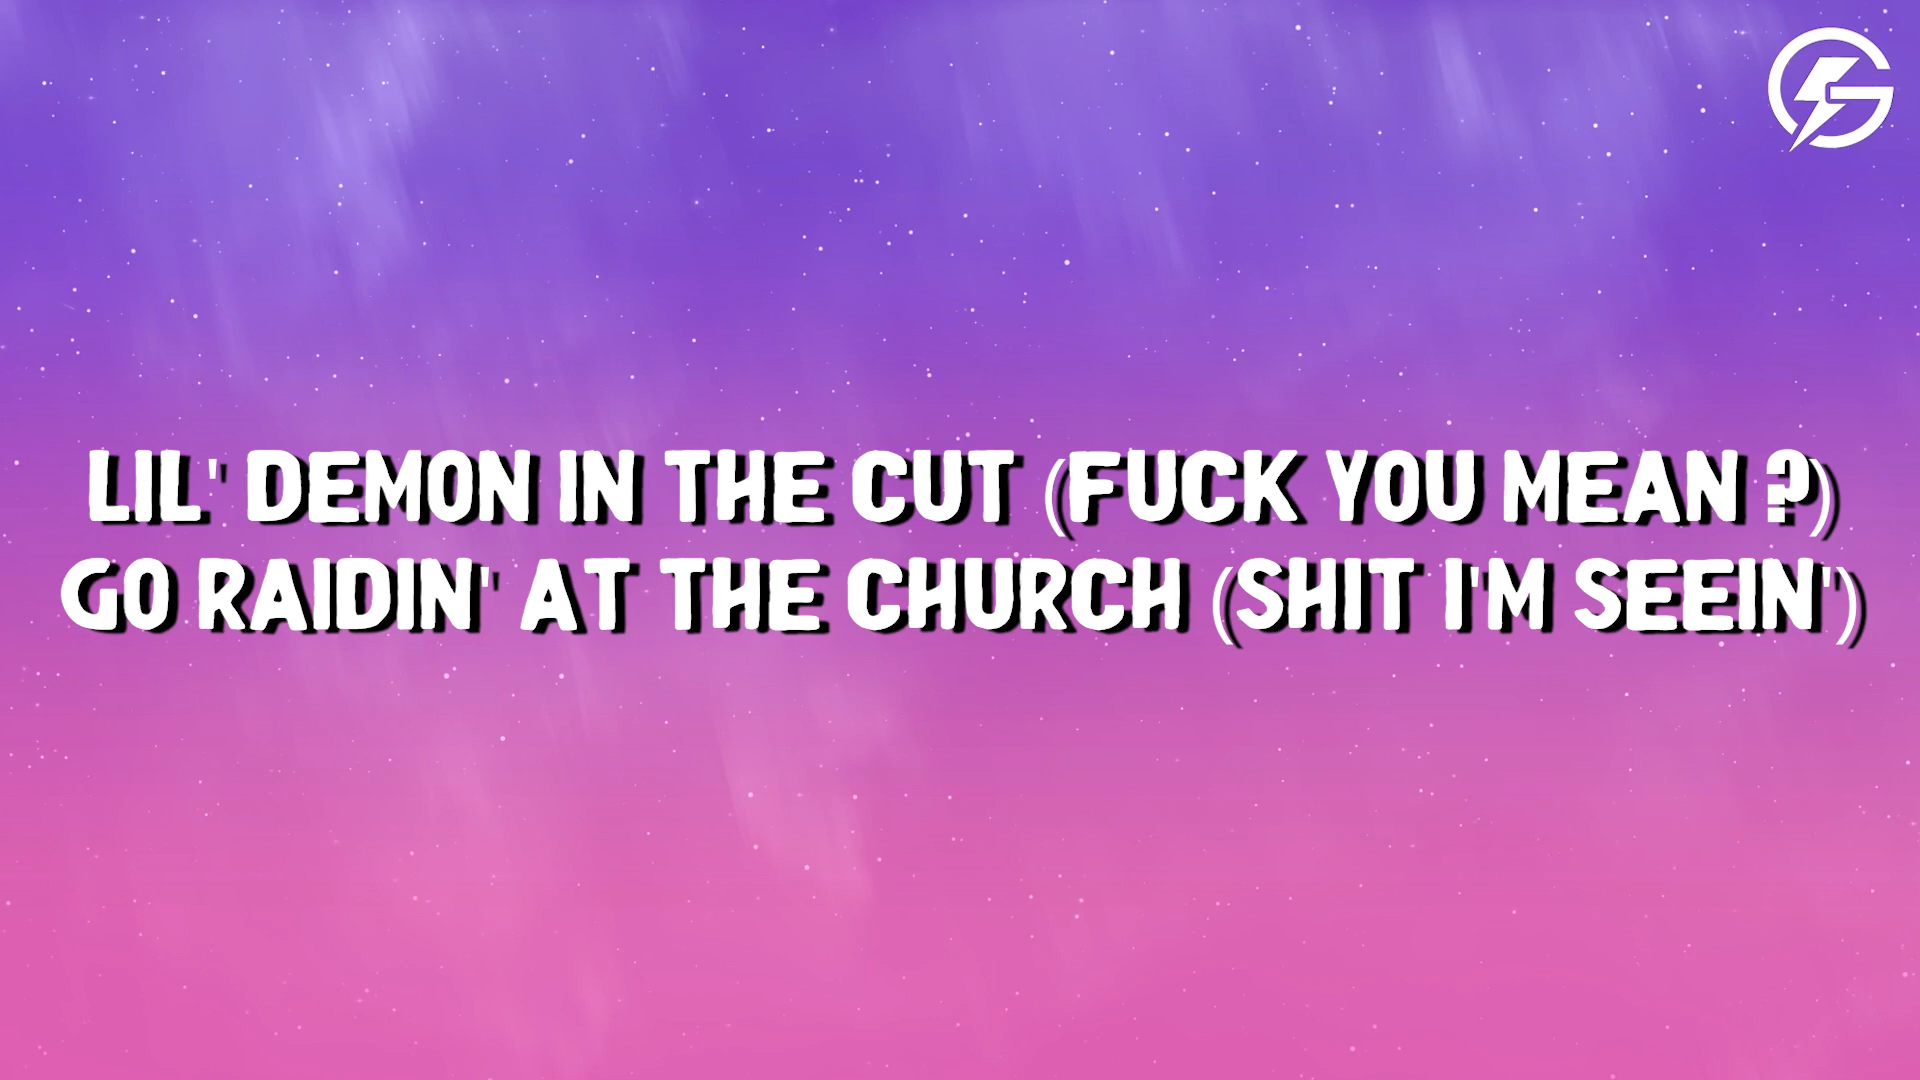 LIL' DEMON IN THE CUT (FUCK YOU MEAN ?)
GO RAIDIN' AT THE CHURCH (SHIT I'M SEEIN')